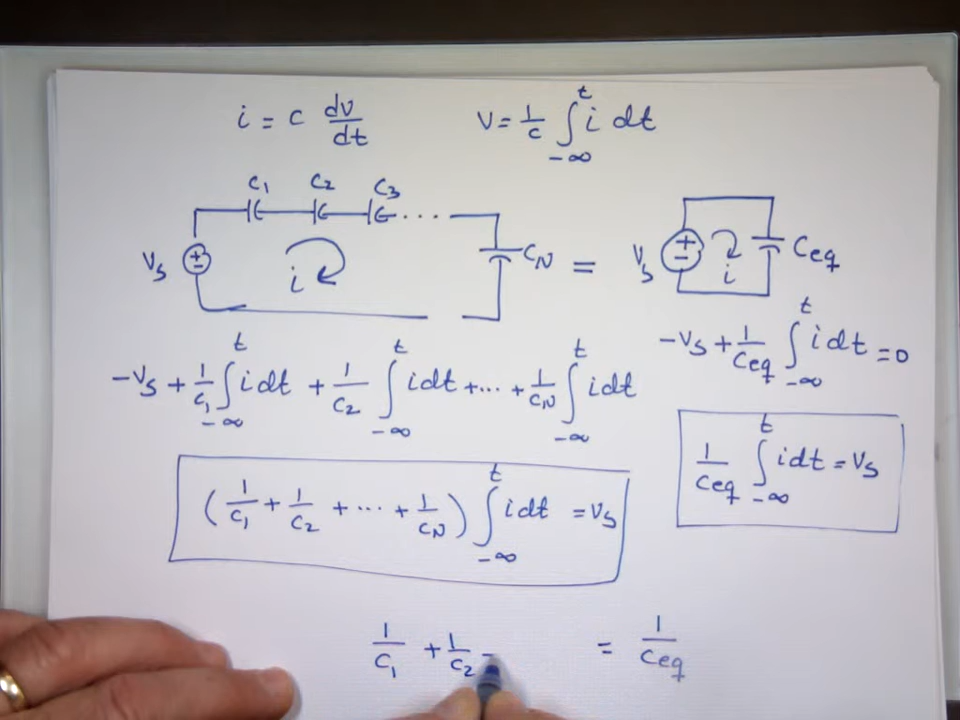 i = C dv/dt    v = 1/C ∫_{-∞}^{t} i dt
C1 C2 C3 ....
Vs + − i CN = Vs + − i Ceq
−Vs + 1/Ceq ∫_{-∞}^{t} i dt = 0
−Vs + 1/C1 ∫_{-∞}^{t} i dt + 1/C2 ∫_{-∞}^{t} i dt + ... + 1/CN ∫_{-∞}^{t} i dt
1/Ceq ∫_{-∞}^{t} i dt = Vs
(1/C1 + 1/C2 + ... + 1/CN) ∫_{-∞}^{t} i dt = Vs
1/C1 + 1/C2 - = 1/Ceq